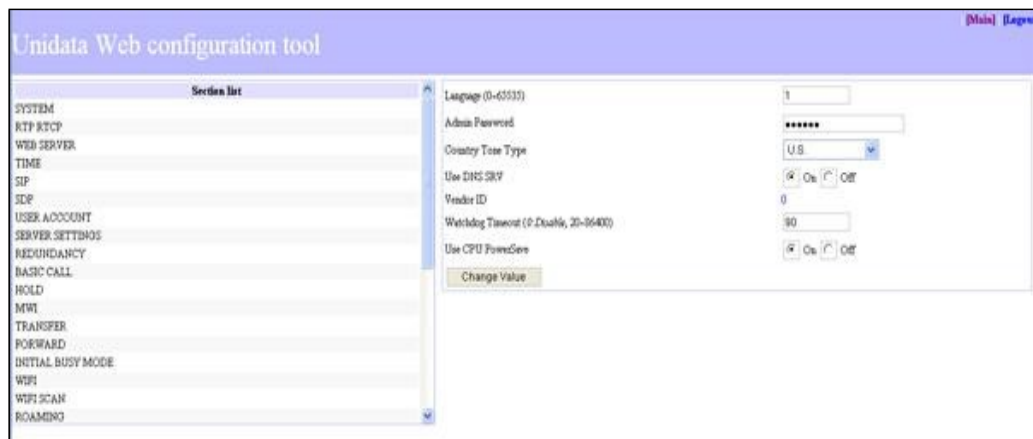 [Main]
Unidata Web configuration tool
Section list
SYSTEM
RTP RTCP
WEB SERVER
TIME
SIP
SDP
USER ACCOUNT
SERVER SETTINGS
REDUNDANCY
BASIC CALL
HOLD
MWI
TRANSFER
FORWARD
INITIAL BUSY MODE
WIFI
WIFI SCAN
ROAMING
Language (0~65535) 1
Admin Password ••••••
Country Tone Type U.S.
Use DNS SRV On Off
Vendor ID 0
Watchdog Timeout (0:Disable, 20~86400) 90
Use CPU PowerSave On Off
Change Value